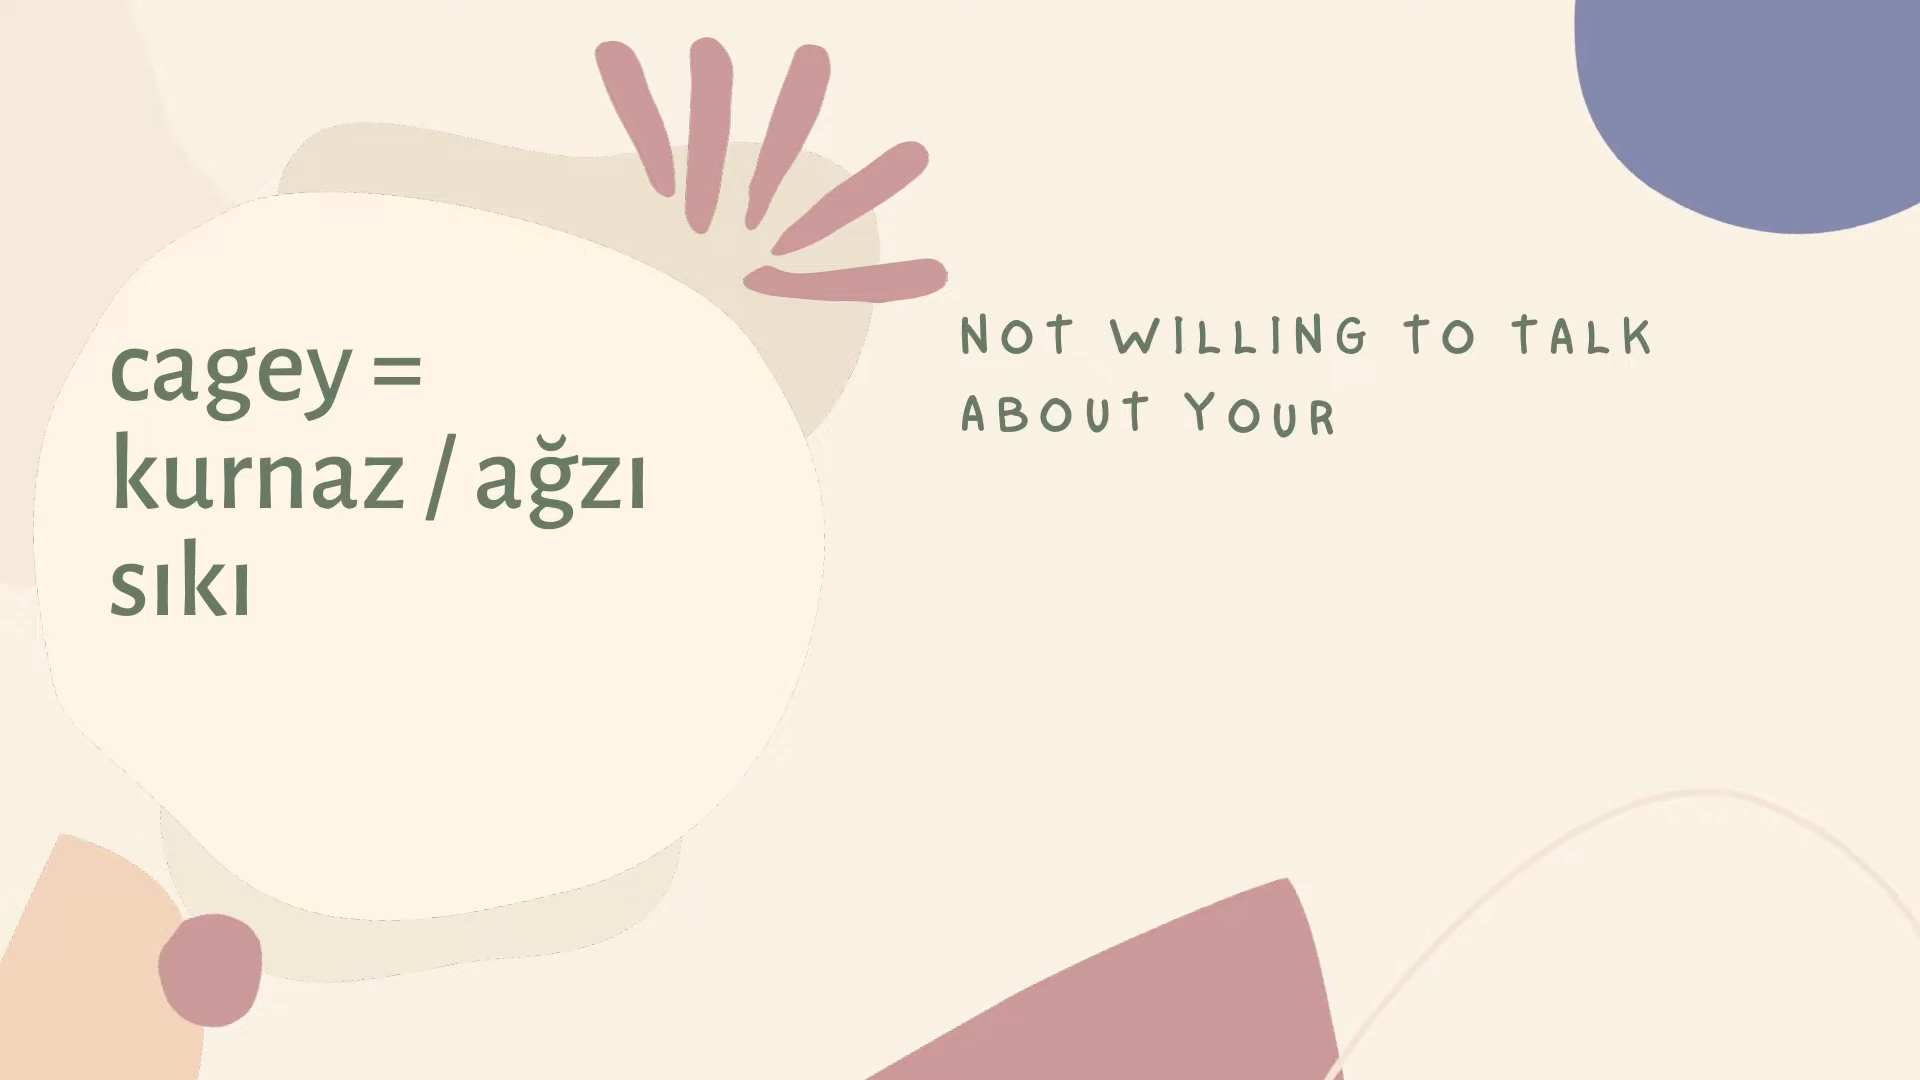 cagey =
kurnaz / ağzı
sıkı
NOT WILLING TO TALK
ABOUT YOUR